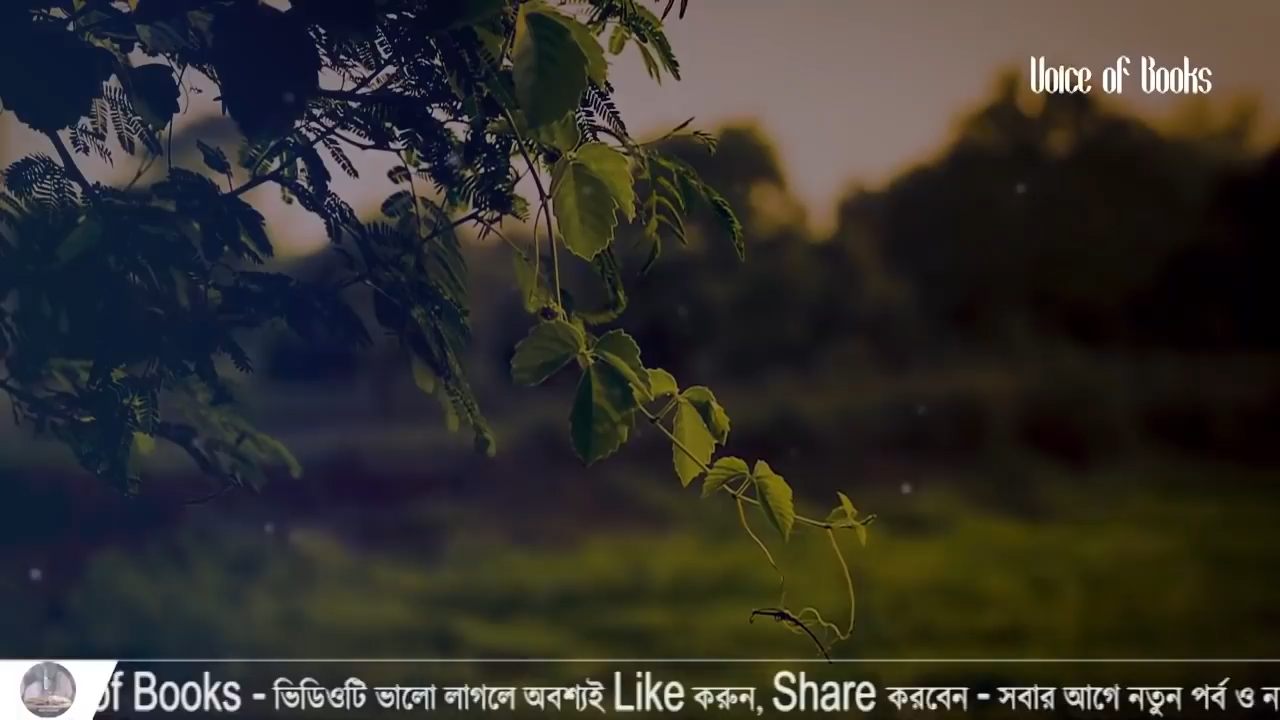 Voice of Books
of Books - ভিডিওটি ভালো লাগলে অবশ্যই Like করুন, Share করবেন - সবার আগে নতুন পর্ব ও